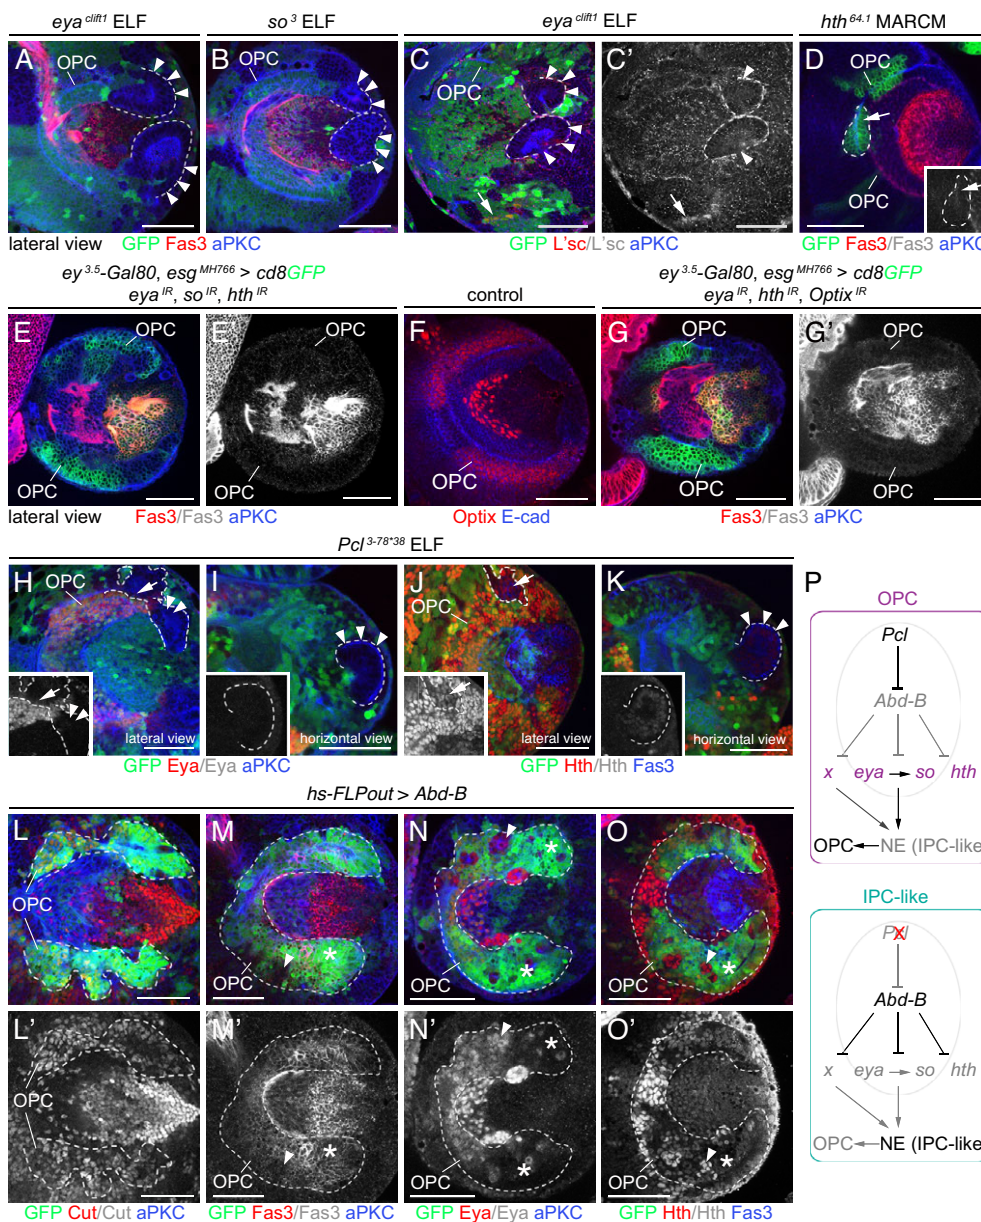 eya clift1 ELF
so 3 ELF
eya clift1 ELF
hth 64.1 MARCM
A
OPC
B
OPC
C
OPC
C'
D
OPC
OPC
lateral view
GFP Fas3 aPKC
GFP L'sc/L'sc aPKC
GFP Fas3/Fas3 aPKC
ey 3.5-Gal80, esg MH766 > cd8GFP
eya IR, so IR, hth IR
control
ey 3.5-Gal80, esg MH766 > cd8GFP
eya IR, hth IR, Optix IR
E
OPC
OPC
E'
OPC
OPC
F
OPC
G
OPC
OPC
G'
OPC
OPC
lateral view
Fas3/Fas3 aPKC
Optix E-cad
Fas3/Fas3 aPKC
Pcl 3-78*38 ELF
H
OPC
lateral view
I
horizontal view
J
OPC
lateral view
K
horizontal view
GFP Eya/Eya aPKC
GFP Hth/Hth Fas3
hs-FLPout > Abd-B
L
OPC
M
OPC
*
N
OPC
*
*
O
OPC
*
L'
OPC
M'
OPC
*
N'
OPC
*
*
O'
OPC
*
GFP Cut/Cut aPKC
GFP Fas3/Fas3 aPKC
GFP Eya/Eya aPKC
GFP Hth/Hth Fas3
P
OPC
Pcl
Abd-B
x eya so hth
OPC NE (IPC-like
IPC-like
Pcl
Abd-B
x eya so hth
OPC NE (IPC-like